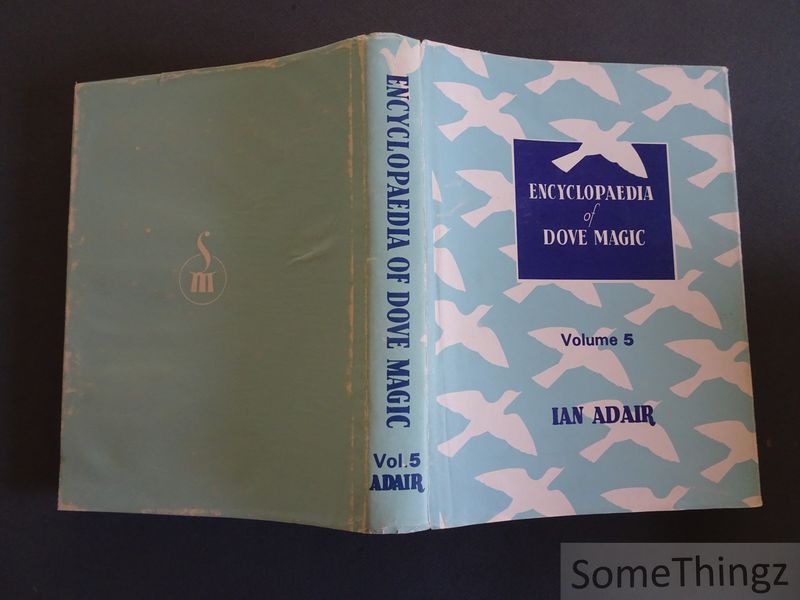 ENCYCLOPAEDIA OF DOVE MAGIC
Vol.5
ADAIR
ENCYCLOPAEDIA
of
DOVE MAGIC
Volume 5
IAN ADAIR
SomeThingz